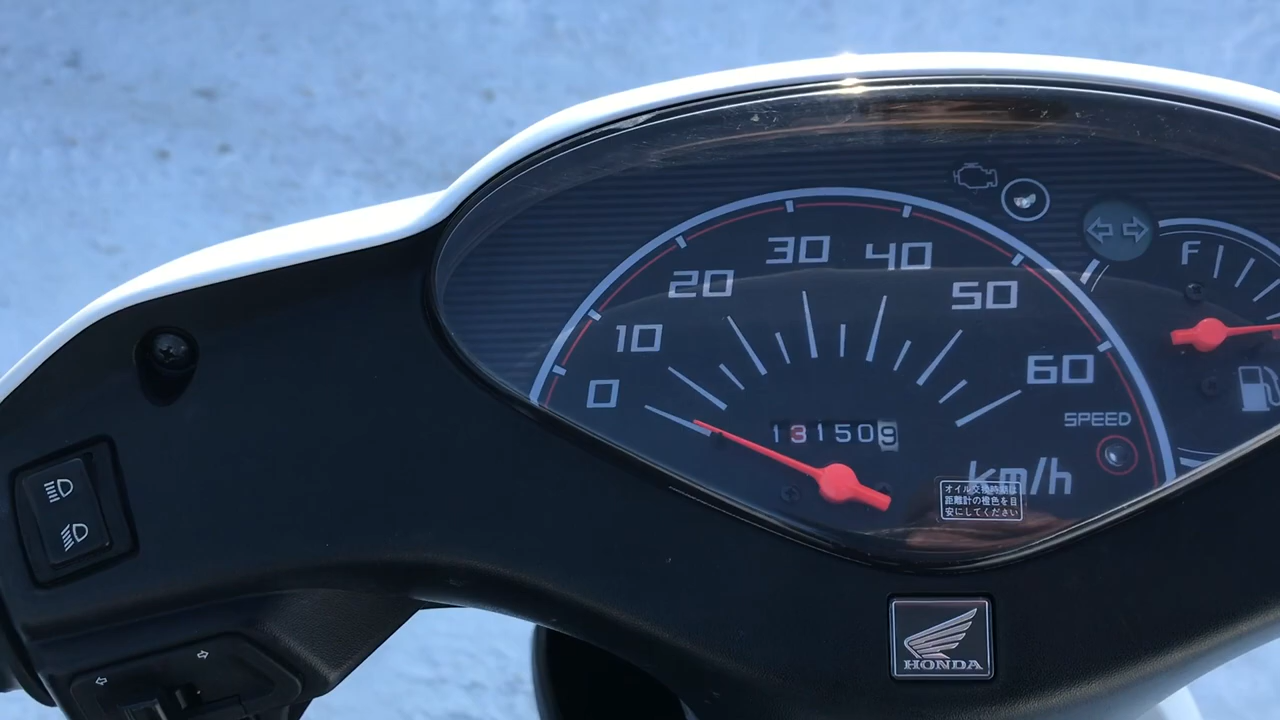 0
10
20
30
40
50
60
F
SPEED
km/h
131509
オイル交換時期は
距離計の橙色を目
安にしてください
HONDA